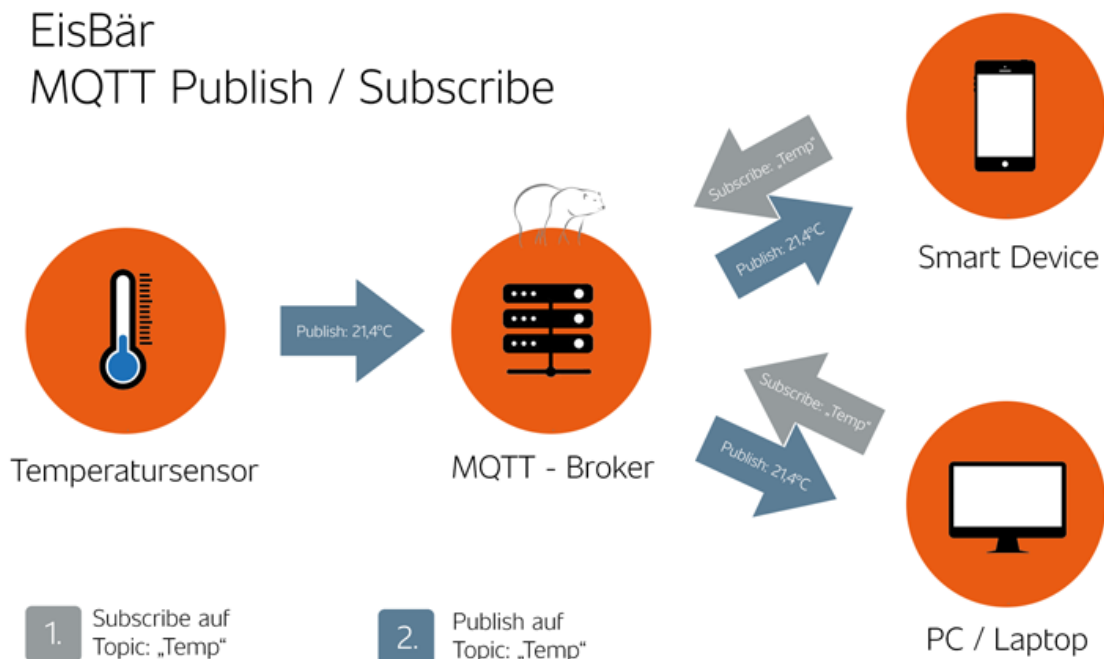 EisBär
MQTT Publish / Subscribe
Subscribe: „Temp“
Publish: 21,4°C
Smart Device
Publish: 21,4°C
Temperatursensor
MQTT - Broker
Subscribe: „Temp“
Publish: 21,4°C
PC / Laptop
1.
Subscribe auf
Topic: „Temp“
2.
Publish auf
Topic: „Temp“